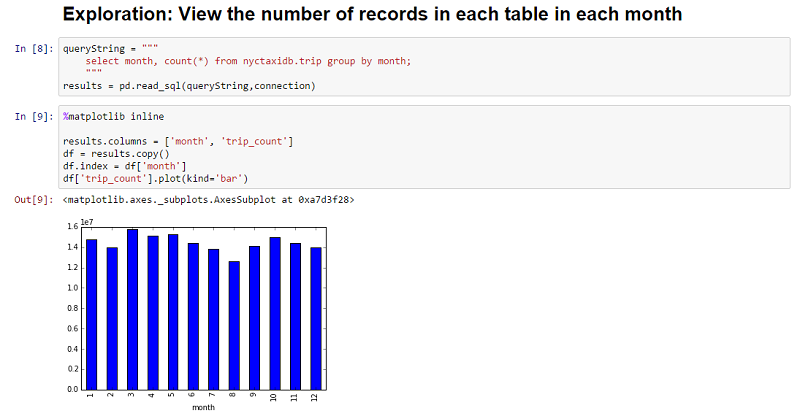 Exploration: View the number of records in each table in each month
In [8]: queryString = """
select month, count(*) from nyctaxidb.trip group by month;
"""
results = pd.read_sql(queryString,connection)
In [9]: %matplotlib inline
results.columns = ['month', 'trip_count']
df = results.copy()
df.index = df['month']
df['trip_count'].plot(kind='bar')
Out[9]: <matplotlib.axes._subplots.AxesSubplot at 0xa7d3f28>
1e7
1.6
1.4
1.2
1.0
0.8
0.6
0.4
0.2
0.0
1 2 3 4 5 6 7 8 9 10 11 12
month